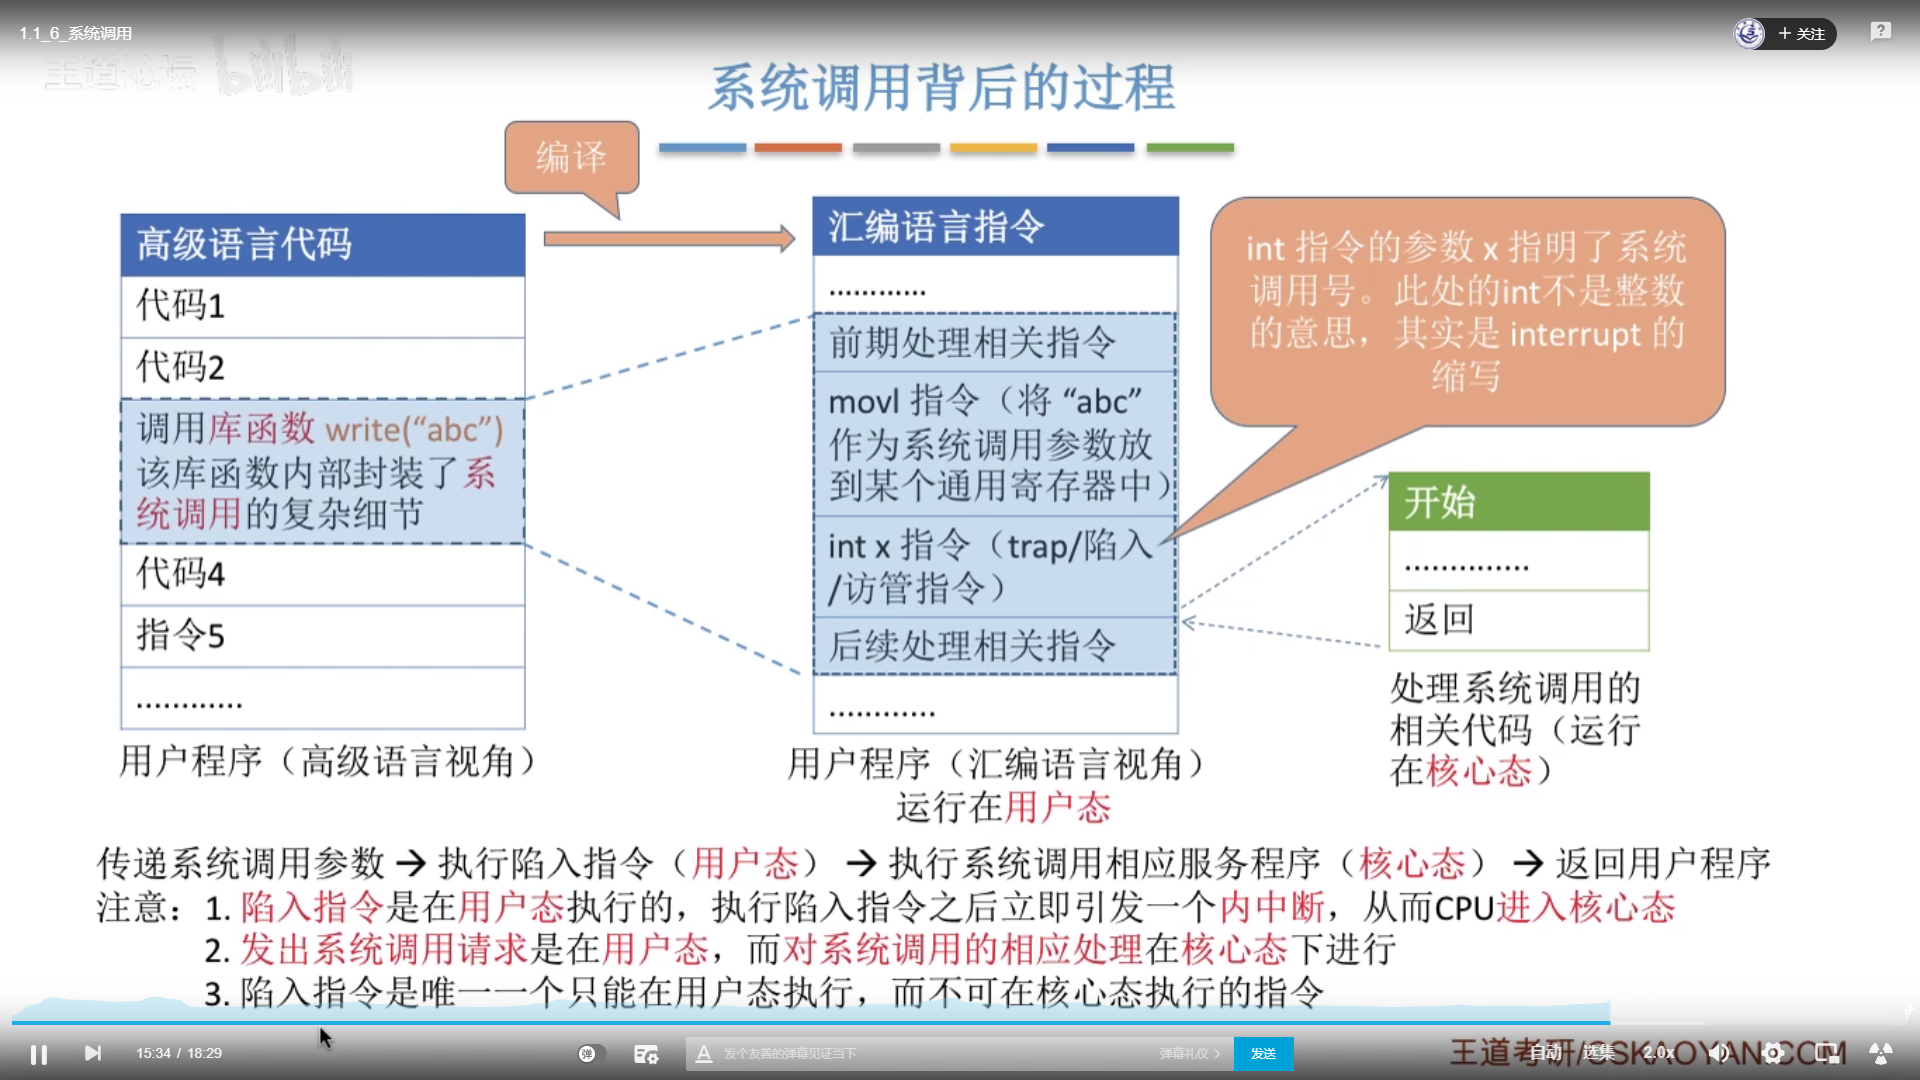 1.1_6_系统调用
+ 关注
王道论坛 bilibili
系统调用背后的过程
编译
高级语言代码
代码1
代码2
调用库函数 write(“abc”)
该库函数内部封装了系
统调用的复杂细节
代码4
指令5
…………
用户程序（高级语言视角）
汇编语言指令
…………
前期处理相关指令
movl 指令（将 “abc”
作为系统调用参数放
到某个通用寄存器中）
int x 指令（trap/陷入
/访管指令）
后续处理相关指令
…………
用户程序（汇编语言视角）
运行在用户态
int 指令的参数 x 指明了系统
调用号。此处的int不是整数
的意思，其实是 interrupt 的
缩写
开始
…………..
返回
处理系统调用的
相关代码（运行
在核心态）
传递系统调用参数 → 执行陷入指令（用户态） → 执行系统调用相应服务程序（核心态） → 返回用户程序
注意：1. 陷入指令是在用户态执行的，执行陷入指令之后立即引发一个内中断，从而CPU进入核心态
2. 发出系统调用请求是在用户态，而对系统调用的相应处理在核心态下进行
3. 陷入指令是唯一一个只能在用户态执行，而不可在核心态执行的指令
15:34 / 18:29
弹
发个友善的弹幕见证当下
弹幕礼仪 >
发送
王道考研/CSKAOYAN.COM
自动
选集
2.0x